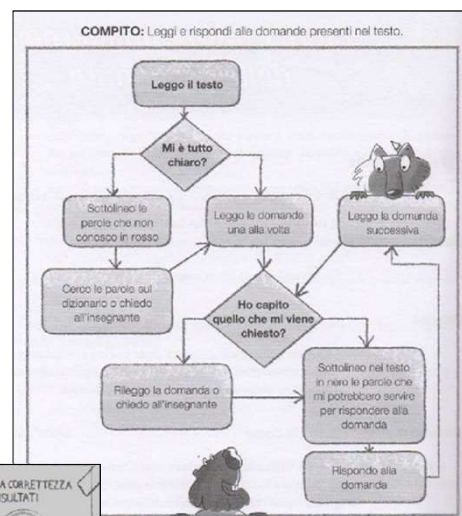 COMPITO: Leggi e rispondi alle domande presenti nel testo.
Leggo il testo
Mi è tutto
chiaro?
Sottolineo le
parole che non
conosco in rosso
Leggo le domande
una alla volta
Leggo la domanda
successiva
Cerco le parole sul
dizionario o chiedo
all'insegnante
Ho capito
quello che mi viene
chiesto?
Rileggo la domanda o
chiedo all'insegnante
Sottolineo nel testo
in nero le parole che
mi potrebbero servire
per rispondere alla
domanda
Rispondo alla
domanda
A CORRETTEZZA